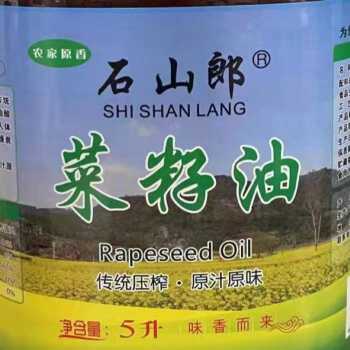 农家原香
石山郎®
SHI SHAN LANG
菜籽油
Rapeseed Oil
传统压榨·原汁原味
净含量：5升 味香而来